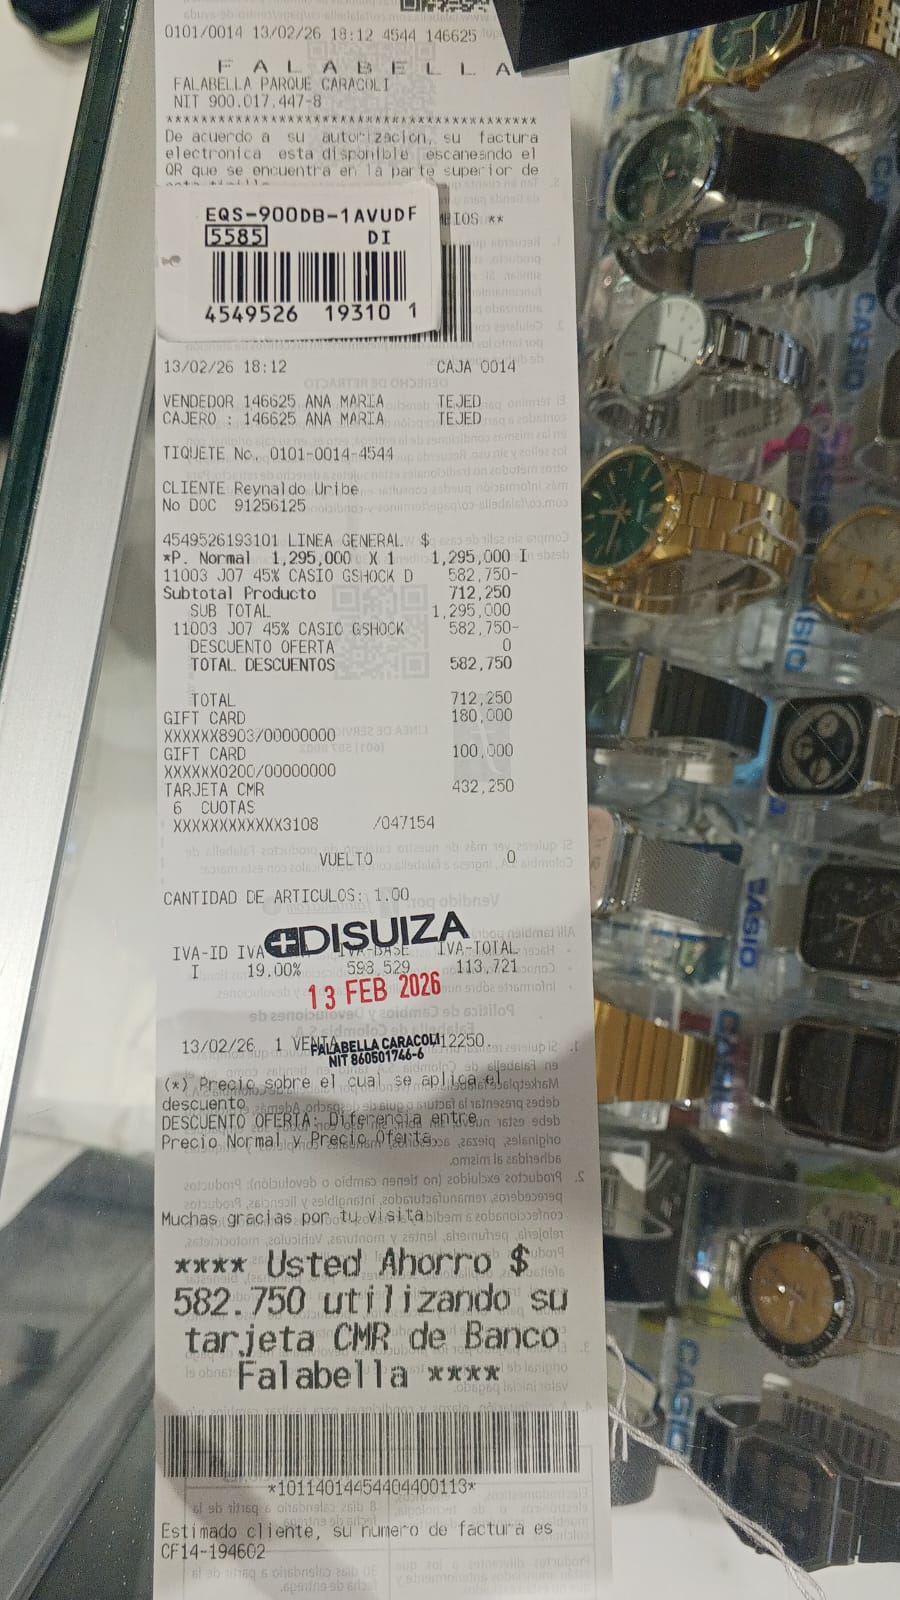 0101/0014 13/02/26 18:12 4544 146625
F A L A B E L L A
FALABELLA PARQUE CARACOLI
NIT 900.017.447-8
******************************************
De acuerdo a su autorizacion, su factura
electronica esta disponible escaneando el
QR que se encuentra en la parte superior de
EQS-900DB-1AVUDF
5585 DI
4549526 19310 1
BIOS **
13/02/26 18:12 CAJA 0014
VENDEDOR 146625 ANA MARIA TEJED
CAJERO : 146625 ANA MARIA TEJED
TIQUETE No. 0101-0014-4544
CLIENTE Reynaldo Uribe
No DOC 91256125
4549526193101 LINEA GENERAL $
*P. Normal 1,295,000 X 1 1,295,000 I
11003 J07 45% CASIO GSHOCK D 582,750-
Subtotal Producto 712,250
SUB TOTAL 1,295,000
11003 J07 45% CASIO GSHOCK 582,750-
DESCUENTO OFERTA 0
TOTAL DESCUENTOS 582,750
TOTAL 712,250
GIFT CARD 180,000
XXXXXX8903/00000000
GIFT CARD 100,000
XXXXXX0200/00000000
TARJETA CMR 432,250
6 CUOTAS
XXXXXXXXXXXX3108 /047154
VUELTO 0
CANTIDAD DE ARTICULOS: 1.00
DISUIZA
IVA-ID IVA IVA-BASE IVA-TOTAL
I 19.00% 598,529 113,721
13 FEB 2026
13/02/26 1 VENTA 12250.
FALABELLA CARACOLI
NIT 860501746-6
(*) Precio sobre el cual se aplica el
descuento
DESCUENTO OFERTA: Diferencia entre
Precio Normal y Precio Oferta.
Muchas gracias por tu visita
**** Usted Ahorro $
582.750 utilizando su
tarjeta CMR de Banco
Falabella ****
*10114014454404400113*
Estimado cliente, su numero de factura es
CF14-194602
CASIO
CASIO
CASIO
CASIO
CASIO